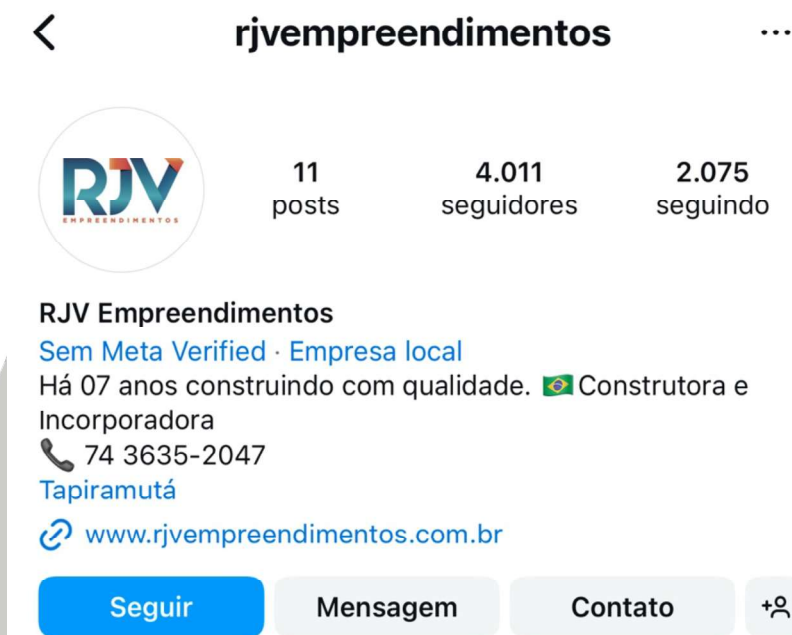 rjvempreendimentos
RJV
EMPREENDIMENTOS
11
posts
4.011
seguidores
2.075
seguindo
RJV Empreendimentos
Sem Meta Verified · Empresa local
Há 07 anos construindo com qualidade. 🇧🇷 Construtora e
Incorporadora
📞 74 3635-2047
Tapiramutá
www.rjvempreendimentos.com.br
Seguir
Mensagem
Contato